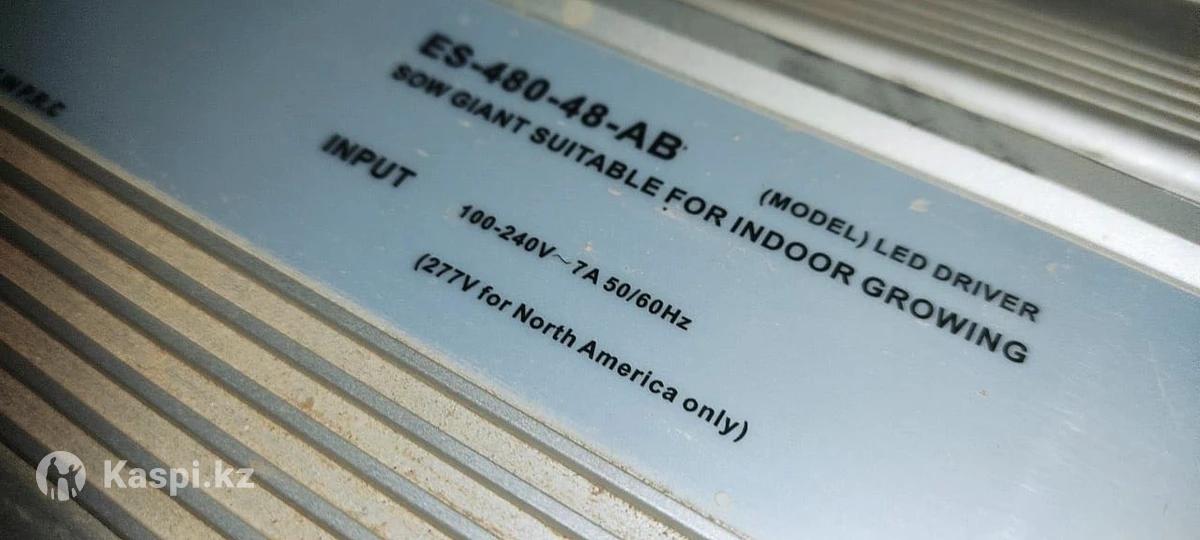 ES-480-48-AB
(MODEL) LED DRIVER
SOW GIANT SUITABLE FOR INDOOR GROWING
INPUT
100-240V～7A 50/60Hz
(277V for North America only)
Kaspi.kz